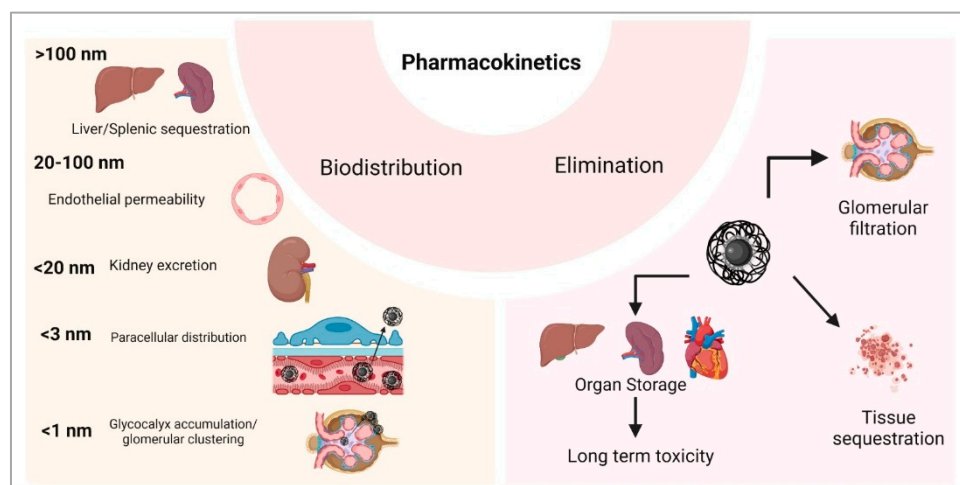 Pharmacokinetics
Biodistribution
Elimination
>100 nm
Liver/Splenic sequestration
20-100 nm
Endothelial permeability
<20 nm
Kidney excretion
<3 nm
Paracellular distribution
<1 nm
Glycocalyx accumulation/
glomerular clustering
Glomerular
filtration
Organ Storage
Long term toxicity
Tissue
sequestration